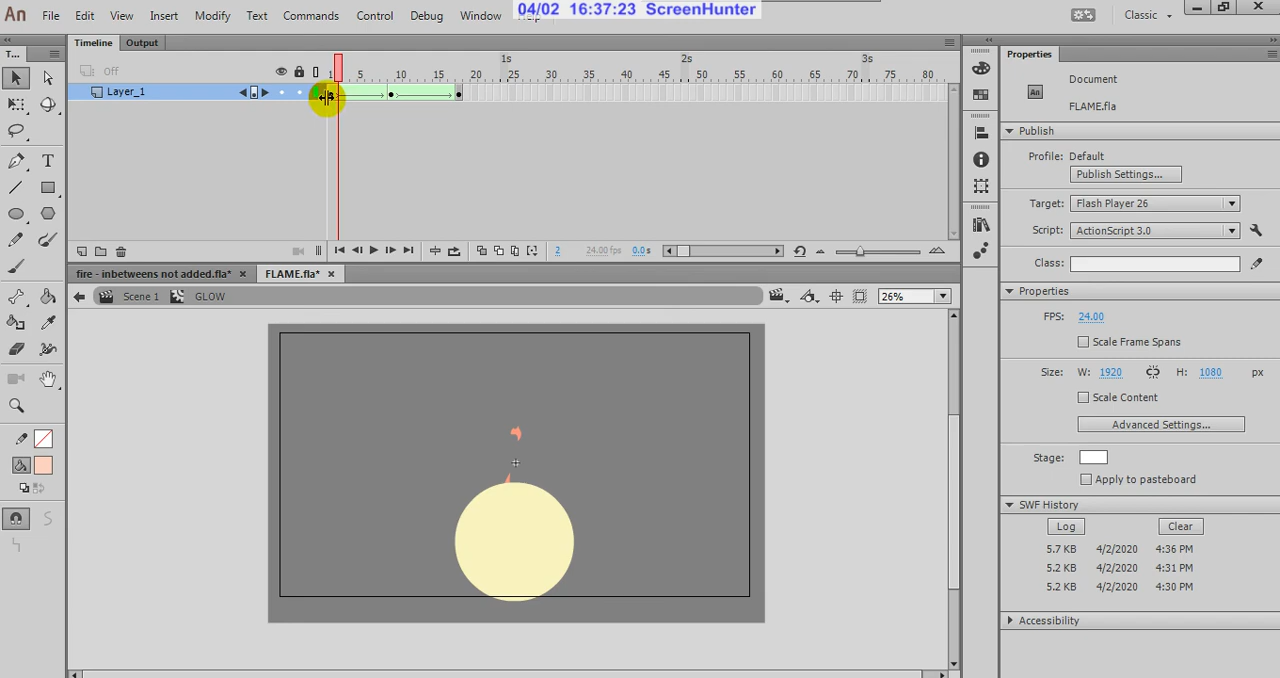 04/02 16:37:23 ScreenHunter
An File Edit View Insert Modify Text Commands Control Debug Window Classic
T...
Timeline Output
Properties
Off
1s 2s 3s
1 5 10 15 20 25 30 35 40 45 50 55 60 65 70 75 80
Layer_1
2 24.00 fps 0.0 s
fire - inbetweens not added.fla* FLAME.fla*
Scene 1 GLOW
26%
Document
An
FLAME.fla
Publish
Profile: Default
Publish Settings...
Target: Flash Player 26
Script: ActionScript 3.0
Class:
Properties
FPS: 24.00
Scale Frame Spans
Size: W: 1920 H: 1080 px
Scale Content
Advanced Settings...
Stage:
Apply to pasteboard
SWF History
Log Clear
5.7 KB 4/2/2020 4:36 PM
5.2 KB 4/2/2020 4:31 PM
5.2 KB 4/2/2020 4:30 PM
Accessibility